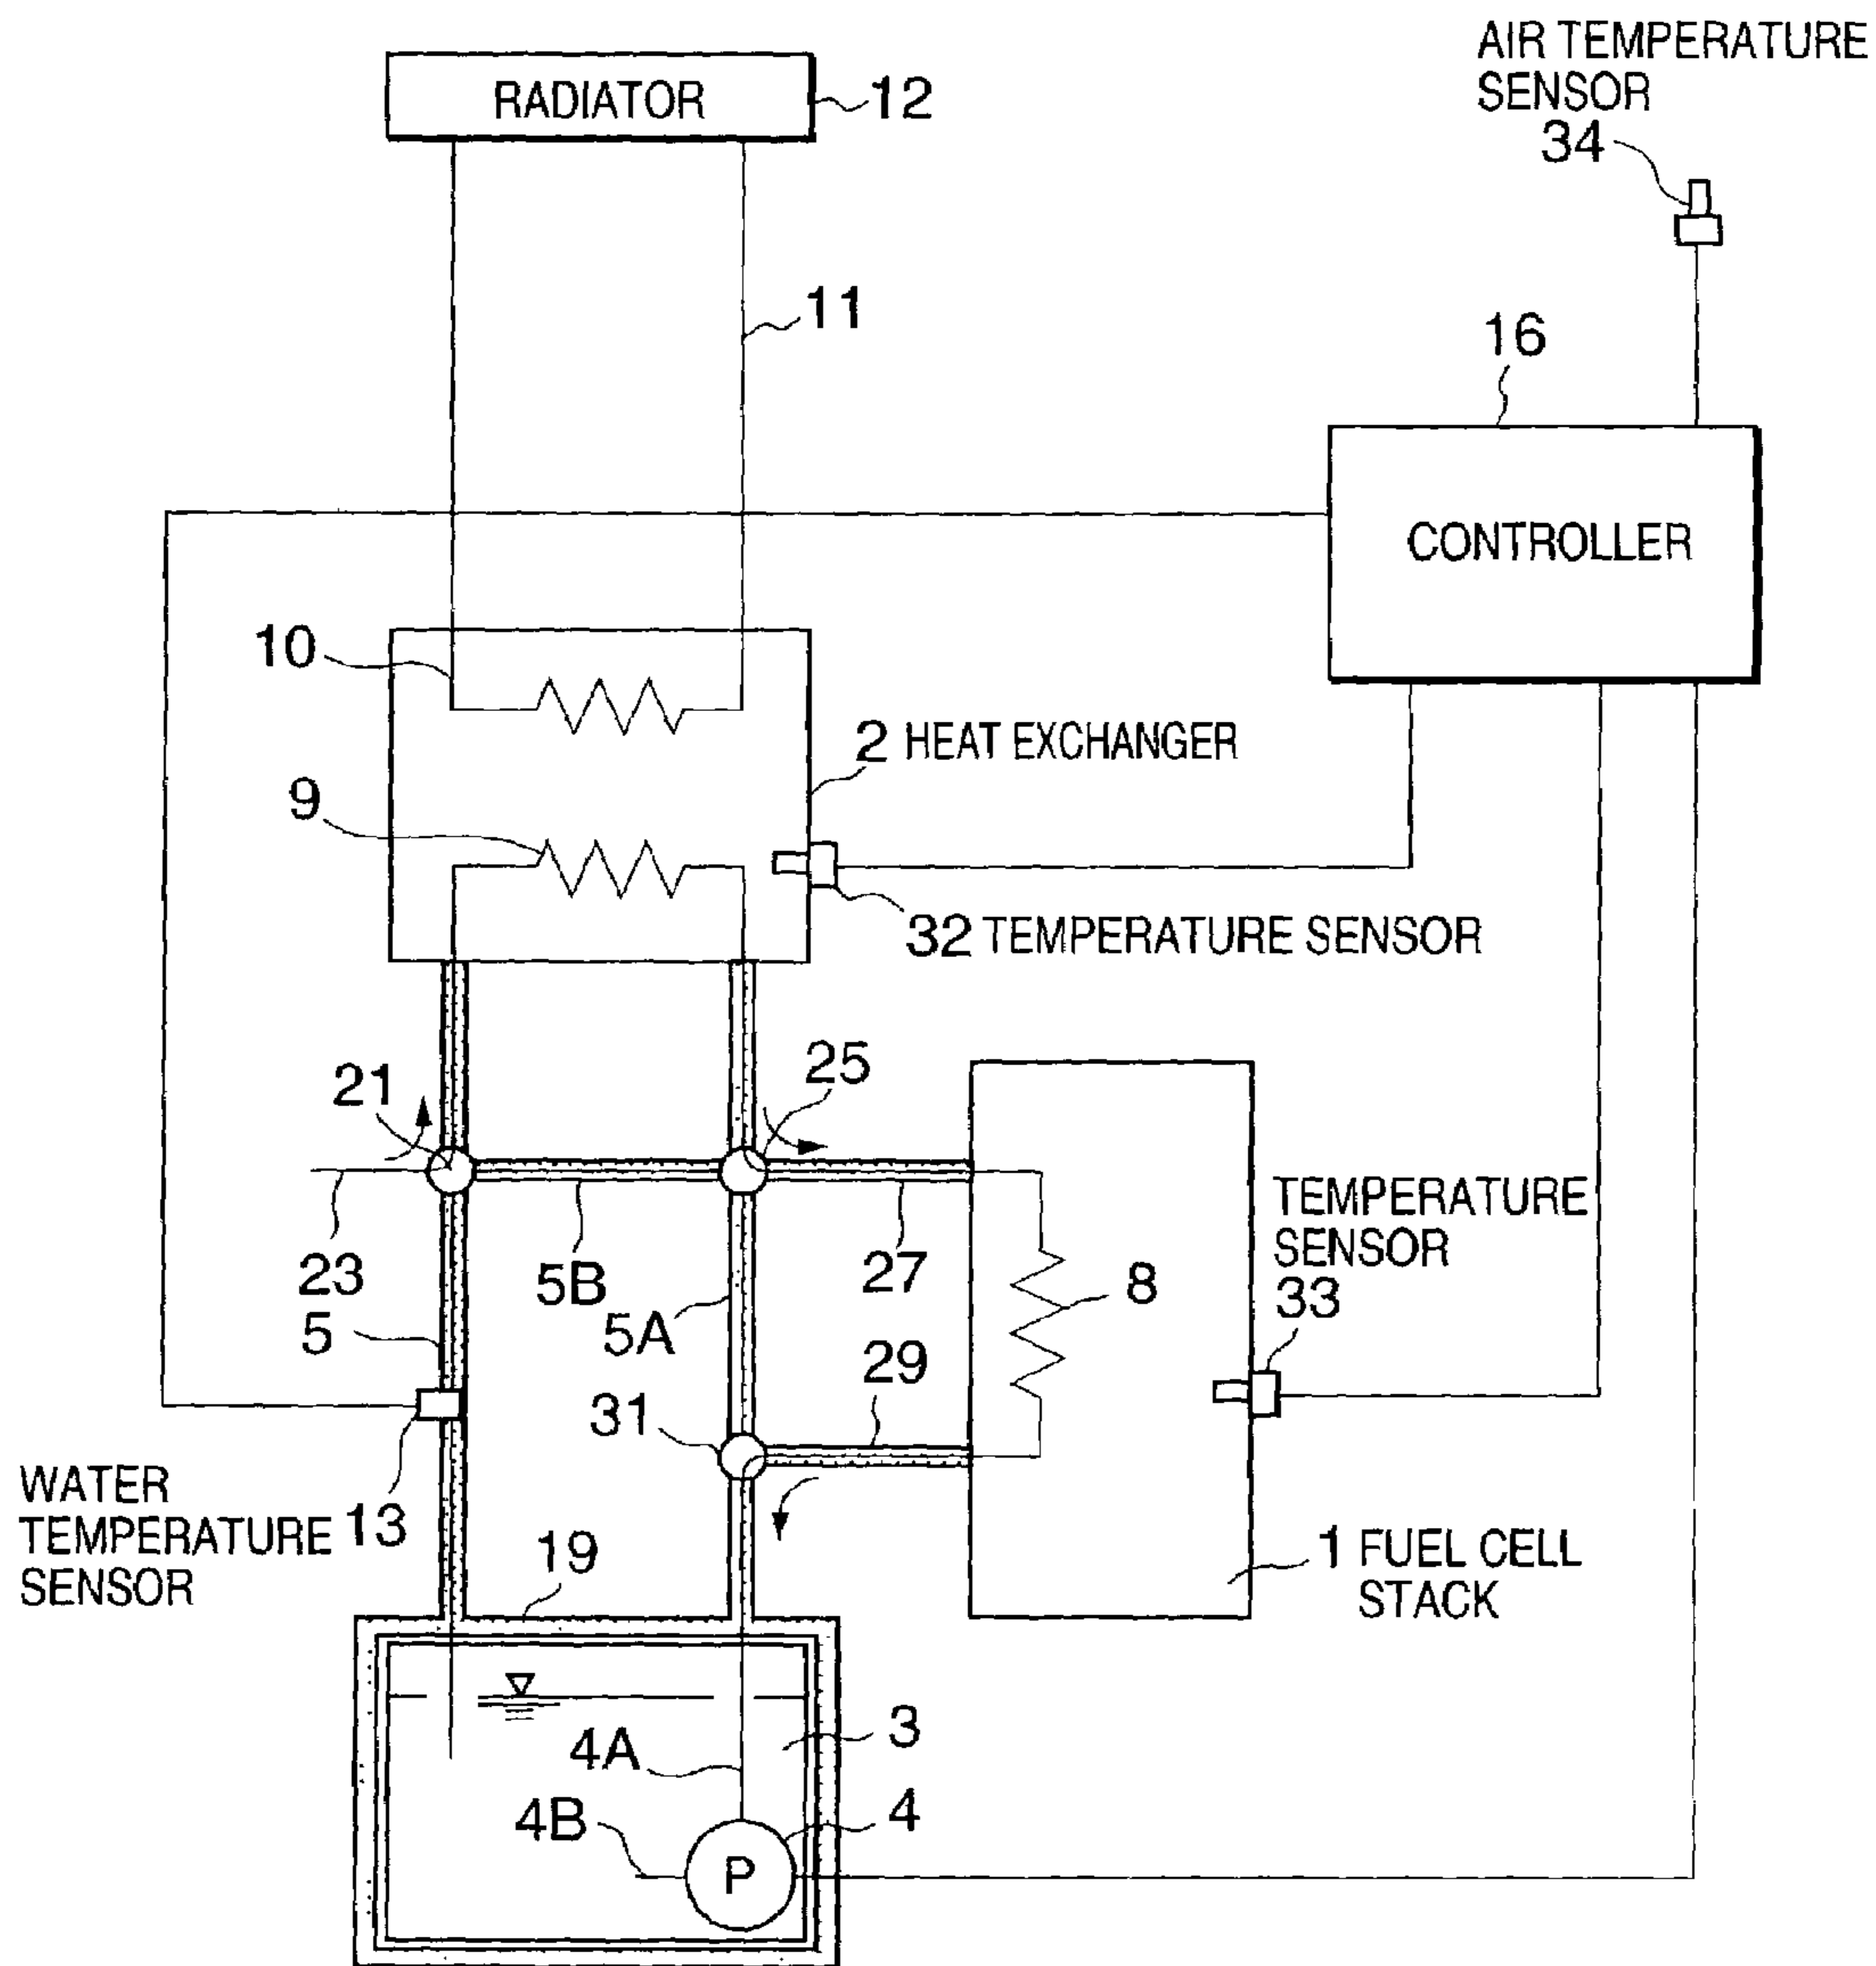 AIR TEMPERATURE
SENSOR
34
RADIATOR
12
11
16
CONTROLLER
10
2 HEAT EXCHANGER
9
32 TEMPERATURE SENSOR
21
25
23
5B
27
TEMPERATURE
SENSOR
33
8
5
5A
29
31
WATER
TEMPERATURE 13
SENSOR
19
1 FUEL CELL
STACK
3
4A
4
4B
P